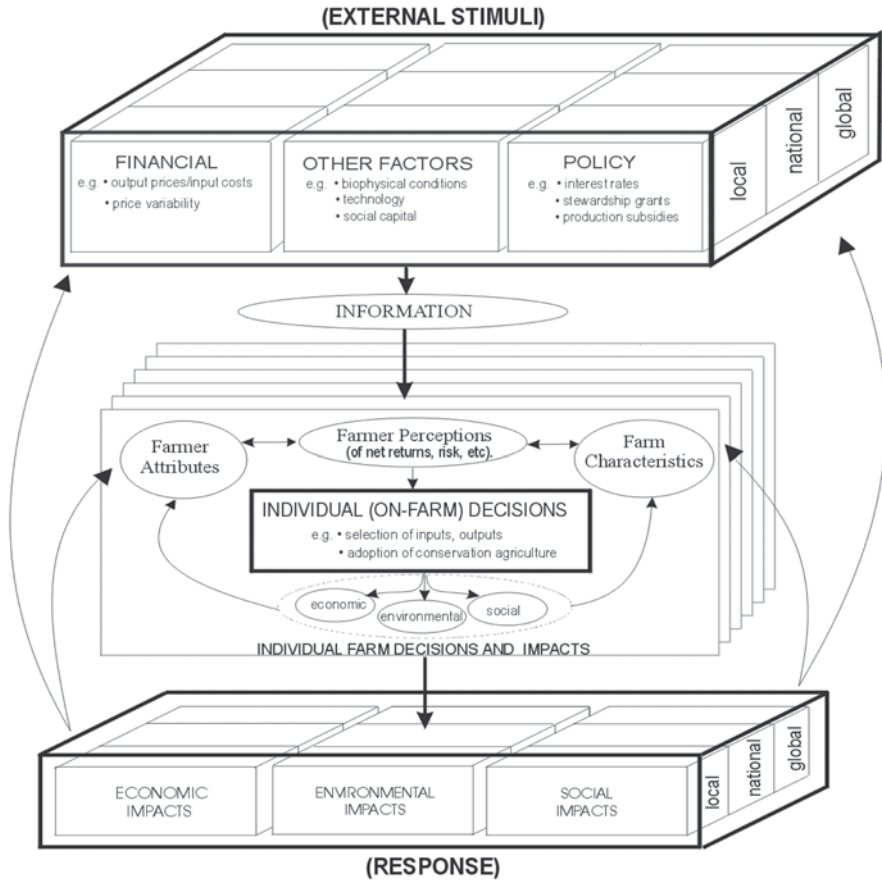 (EXTERNAL STIMULI)
FINANCIAL
e.g. • output prices/input costs
• price variability
OTHER FACTORS
e.g. • biophysical conditions
• technology
• social capital
POLICY
e.g. • interest rates
• stewardship grants
• production subsidies
local
national
global
INFORMATION
Farmer
Attributes
Farmer Perceptions
(of net returns, risk, etc).
Farm
Characteristics
INDIVIDUAL (ON-FARM) DECISIONS
e.g. • selection of inputs, outputs
• adoption of conservation agriculture
economic
environmental
social
INDIVIDUAL FARM DECISIONS AND IMPACTS
ECONOMIC
IMPACTS
ENVIRONMENTAL
IMPACTS
SOCIAL
IMPACTS
local
national
global
(RESPONSE)